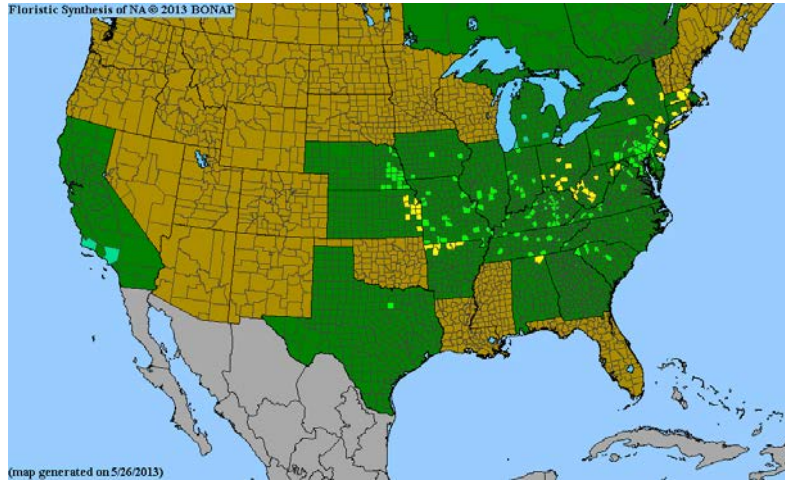 Floristic Synthesis of NA © 2013 BONAP
(map generated on 5/26/2013)